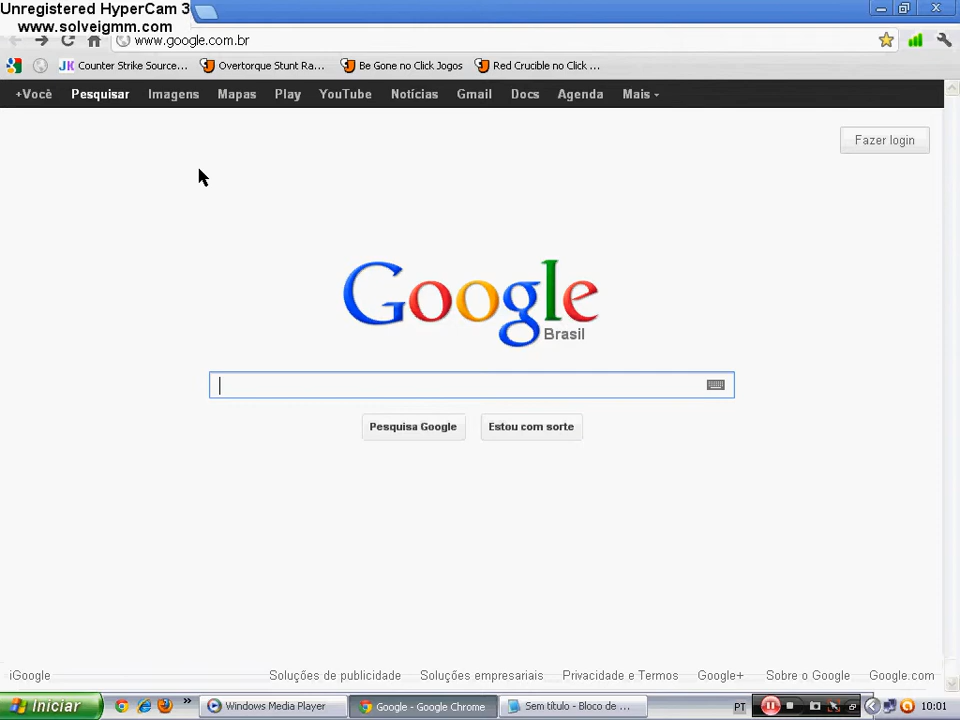 Unregistered HyperCam 3
www.solveigmm.com
www.google.com.br
JK Counter Strike Source...
Overtorque Stunt Ra...
Be Gone no Click Jogos
Red Crucible no Click ...
+Você Pesquisar Imagens Mapas Play YouTube Notícias Gmail Docs Agenda Mais
Fazer login
Google
Brasil
Pesquisa Google
Estou com sorte
iGoogle Soluções de publicidade Soluções empresariais Privacidade e Termos Google+ Sobre o Google Google.com
Iniciar Windows Media Player Google - Google Chrome Sem título - Bloco de ... PT 10:01